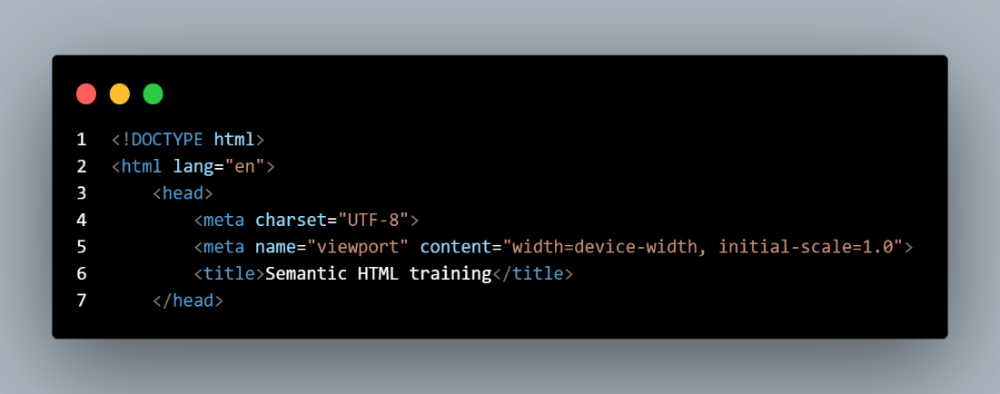 1 <!DOCTYPE html>
2 <html lang="en">
3     <head>
4         <meta charset="UTF-8">
5         <meta name="viewport" content="width=device-width, initial-scale=1.0">
6         <title>Semantic HTML training</title>
7     </head>